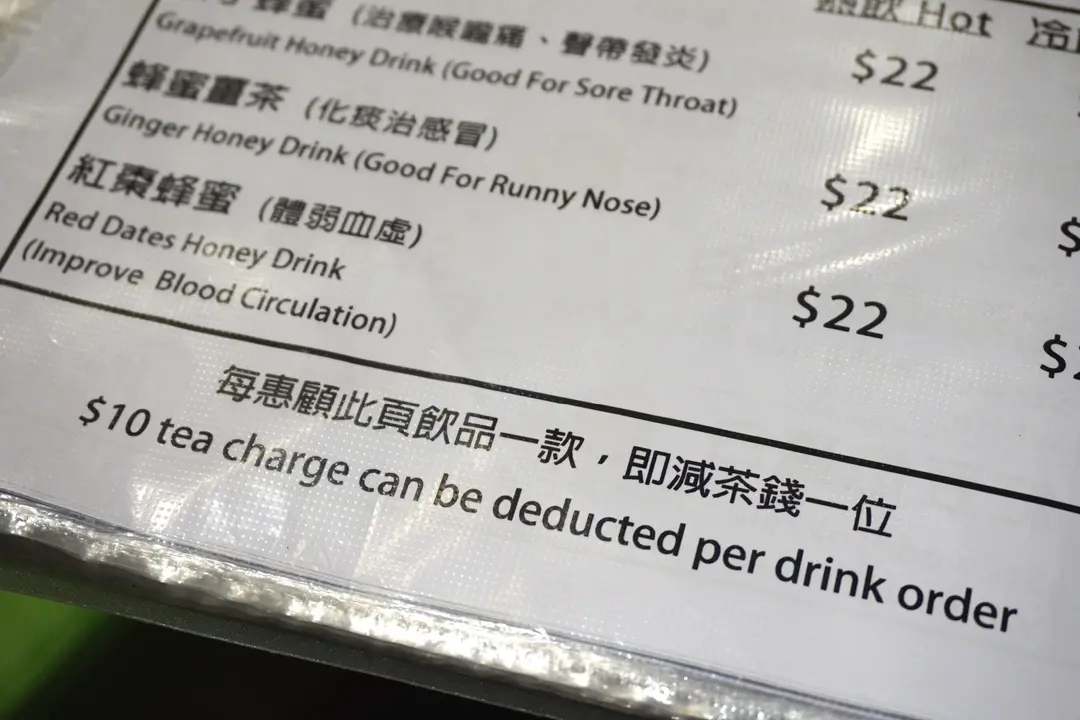 蜂蜜 (治療喉嚨痛、聲帶發炎)
熱飲 Hot 冷
Grapefruit Honey Drink (Good For Sore Throat)
$22
蜂蜜薑茶 (化痰治感冒)
Ginger Honey Drink (Good For Runny Nose)
$22 $
紅棗蜂蜜 (體弱血虛)
Red Dates Honey Drink
(Improve Blood Circulation)
$22 $2
每惠顧此頁飲品一款，即減茶錢一位
$10 tea charge can be deducted per drink order